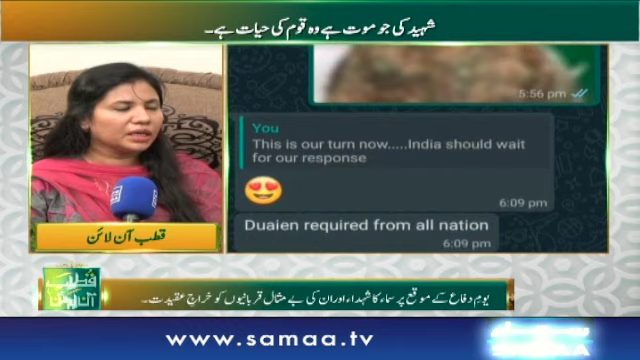 شہید کی جو موت ہے وہ قوم کی حیات ہے۔
5:56 pm
You
This is our turn now.....India should wait
for our response
6:09 pm
Duaien required from all nation
6:09 pm
قطب آن لائن
قطب
آن لائن
یومِ دفاع کے موقع پر سماء کا شہداء اور ان کی بے مثال قربانیوں کو خراجِ عقیدت۔
www.samaa.tv